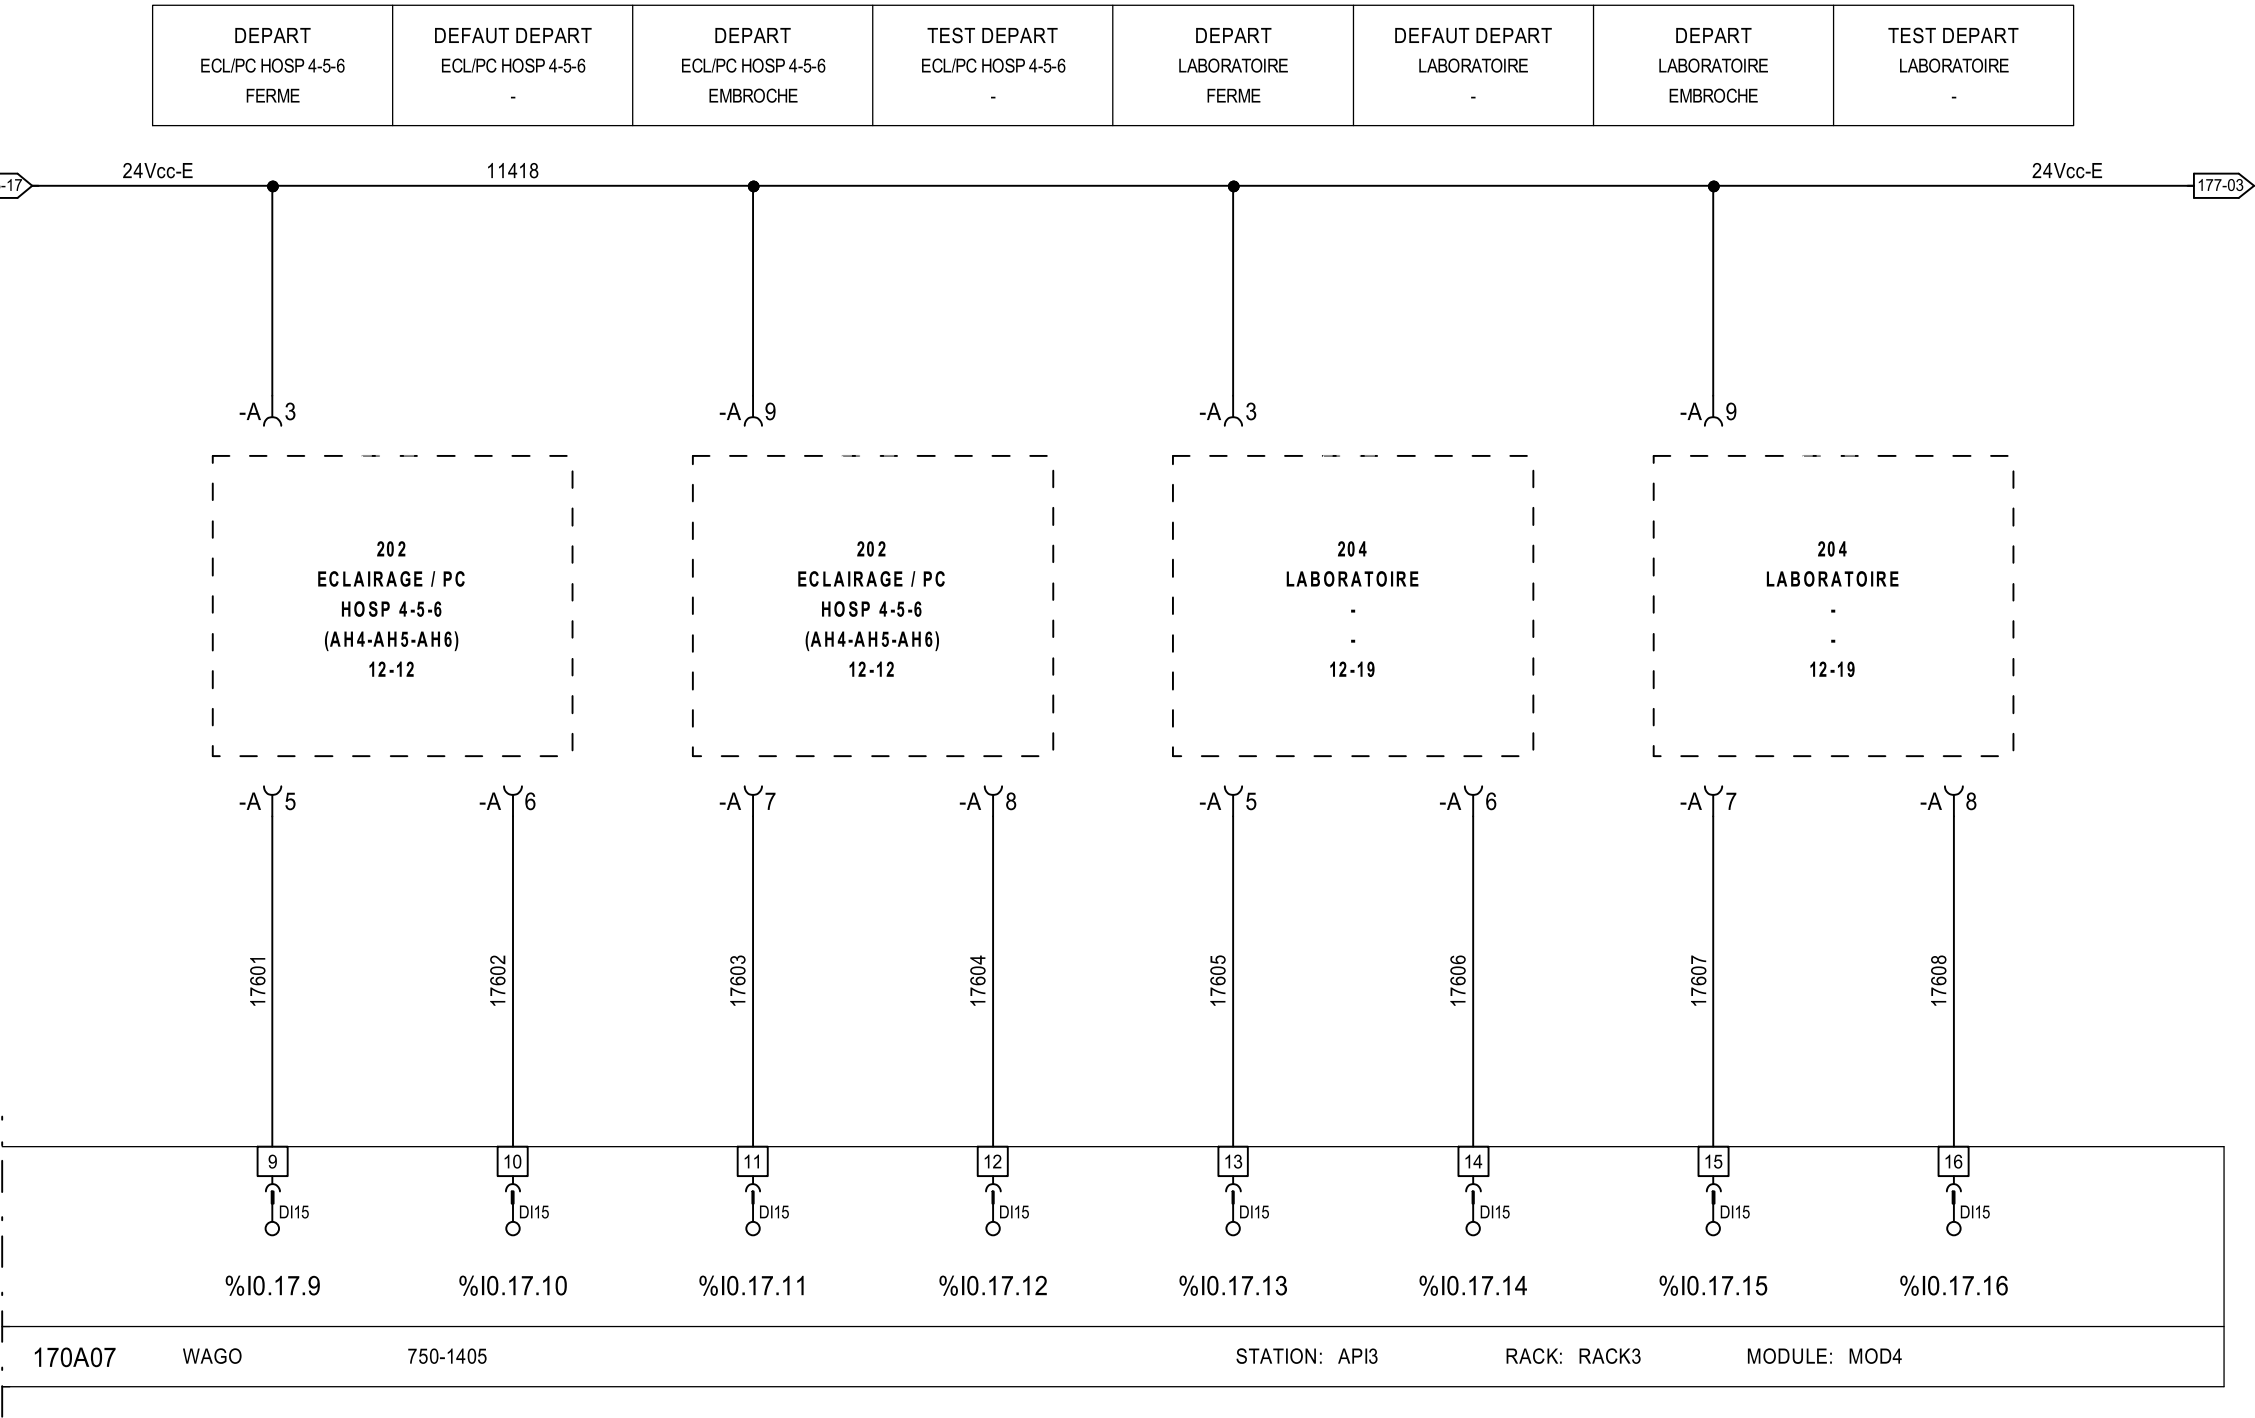 DEPART
ECL/PC HOSP 4-5-6
FERME
DEFAUT DEPART
ECL/PC HOSP 4-5-6
-
DEPART
ECL/PC HOSP 4-5-6
EMBROCHE
TEST DEPART
ECL/PC HOSP 4-5-6
-
DEPART
LABORATOIRE
FERME
DEFAUT DEPART
LABORATOIRE
-
DEPART
LABORATOIRE
EMBROCHE
TEST DEPART
LABORATOIRE
-
-17
24Vcc-E
11418
24Vcc-E
177-03
-A 3
-A 9
-A 3
-A 9
202
ECLAIRAGE / PC
HOSP 4-5-6
(AH4-AH5-AH6)
12-12
202
ECLAIRAGE / PC
HOSP 4-5-6
(AH4-AH5-AH6)
12-12
204
LABORATOIRE
-
-
12-19
204
LABORATOIRE
-
-
12-19
-A 5
-A 6
-A 7
-A 8
-A 5
-A 6
-A 7
-A 8
17601
17602
17603
17604
17605
17606
17607
17608
9
10
11
12
13
14
15
16
DI15
DI15
DI15
DI15
DI15
DI15
DI15
DI15
%I0.17.9
%I0.17.10
%I0.17.11
%I0.17.12
%I0.17.13
%I0.17.14
%I0.17.15
%I0.17.16
170A07 WAGO 750-1405 STATION: API3 RACK: RACK3 MODULE: MOD4